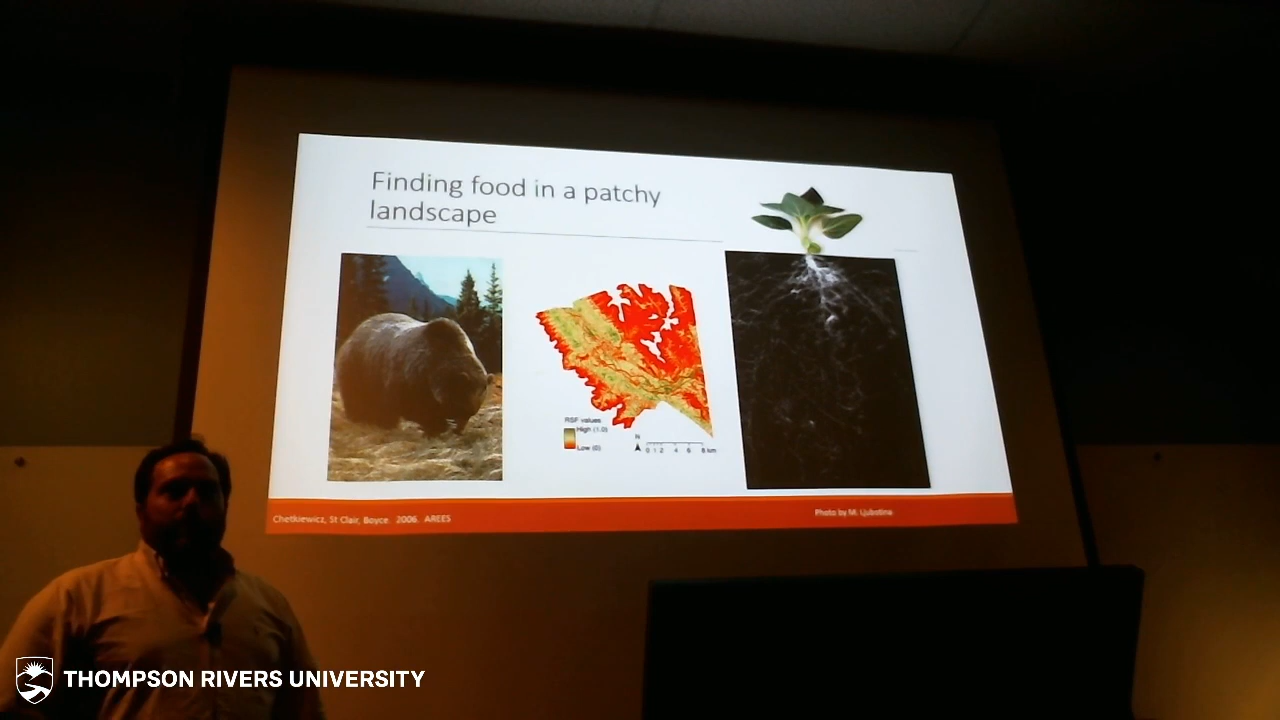 Finding food in a patchy
landscape
RSF values
High (1.0)
Low (0)
N
0 1 2 4 6 8 km
Chetkiewicz, St Clair, Boyce. 2006. AREES
Photo by M. Ljubotina
THOMPSON RIVERS UNIVERSITY